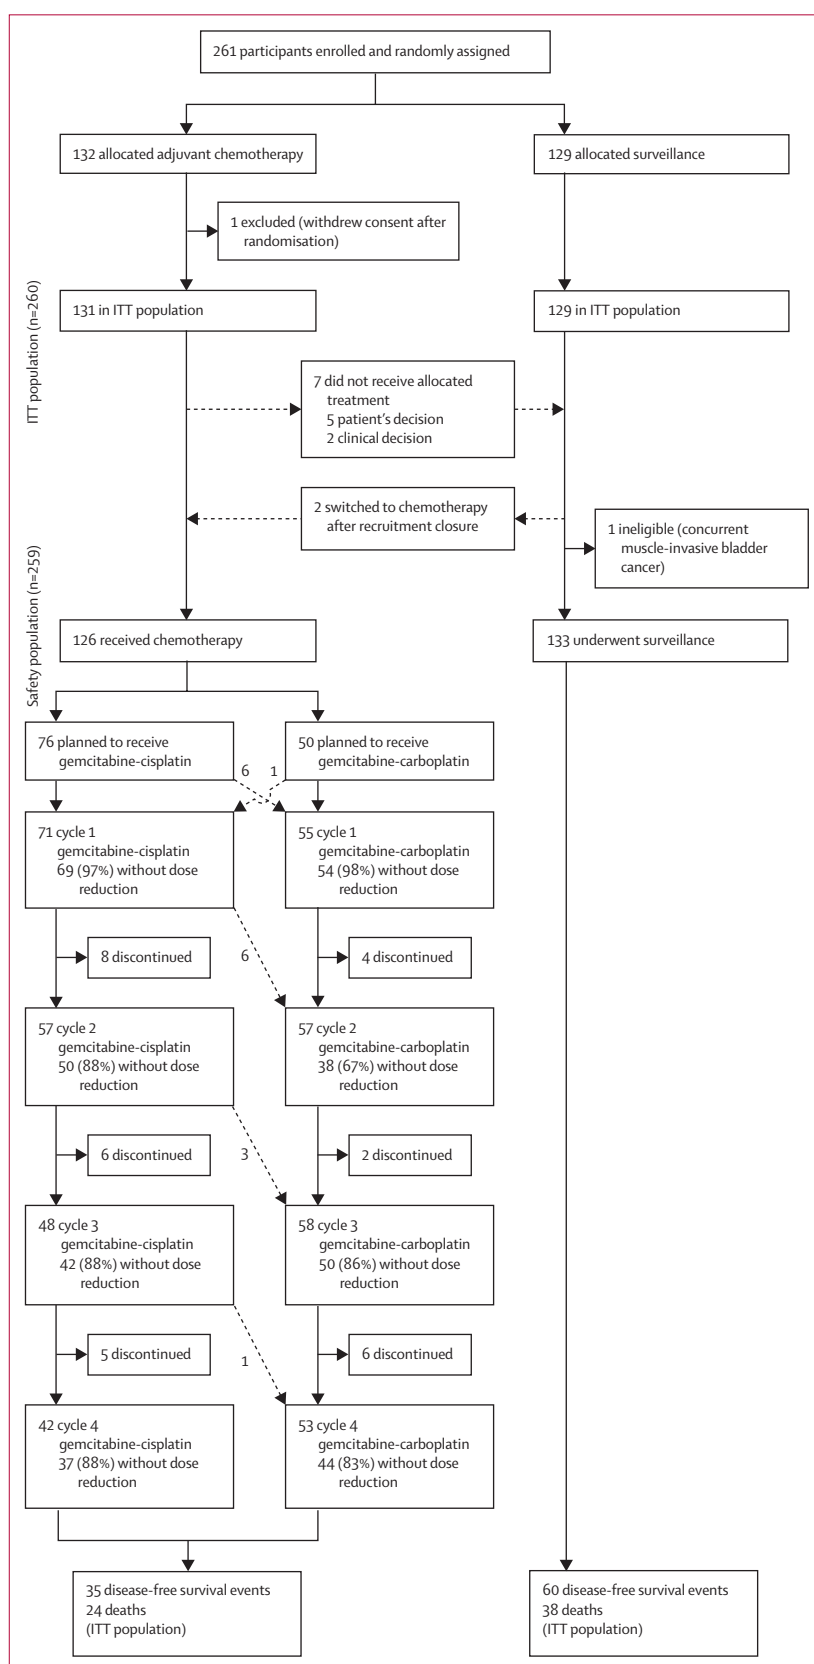 261 participants enrolled and randomly assigned
132 allocated adjuvant chemotherapy
129 allocated surveillance
1 excluded (withdrew consent after
randomisation)
ITT population (n=260)
131 in ITT population
129 in ITT population
7 did not receive allocated
treatment
5 patient's decision
2 clinical decision
2 switched to chemotherapy
after recruitment closure
1 ineligible (concurrent
muscle-invasive bladder
cancer)
Safety population (n=259)
126 received chemotherapy
133 underwent surveillance
76 planned to receive
gemcitabine-cisplatin
50 planned to receive
gemcitabine-carboplatin
6
1
71 cycle 1
gemcitabine-cisplatin
69 (97%) without dose
reduction
55 cycle 1
gemcitabine-carboplatin
54 (98%) without dose
reduction
8 discontinued
6
4 discontinued
57 cycle 2
gemcitabine-cisplatin
50 (88%) without dose
reduction
57 cycle 2
gemcitabine-carboplatin
38 (67%) without dose
reduction
6 discontinued
3
2 discontinued
48 cycle 3
gemcitabine-cisplatin
42 (88%) without dose
reduction
58 cycle 3
gemcitabine-carboplatin
50 (86%) without dose
reduction
5 discontinued
1
6 discontinued
42 cycle 4
gemcitabine-cisplatin
37 (88%) without dose
reduction
53 cycle 4
gemcitabine-carboplatin
44 (83%) without dose
reduction
35 disease-free survival events
24 deaths
(ITT population)
60 disease-free survival events
38 deaths
(ITT population)